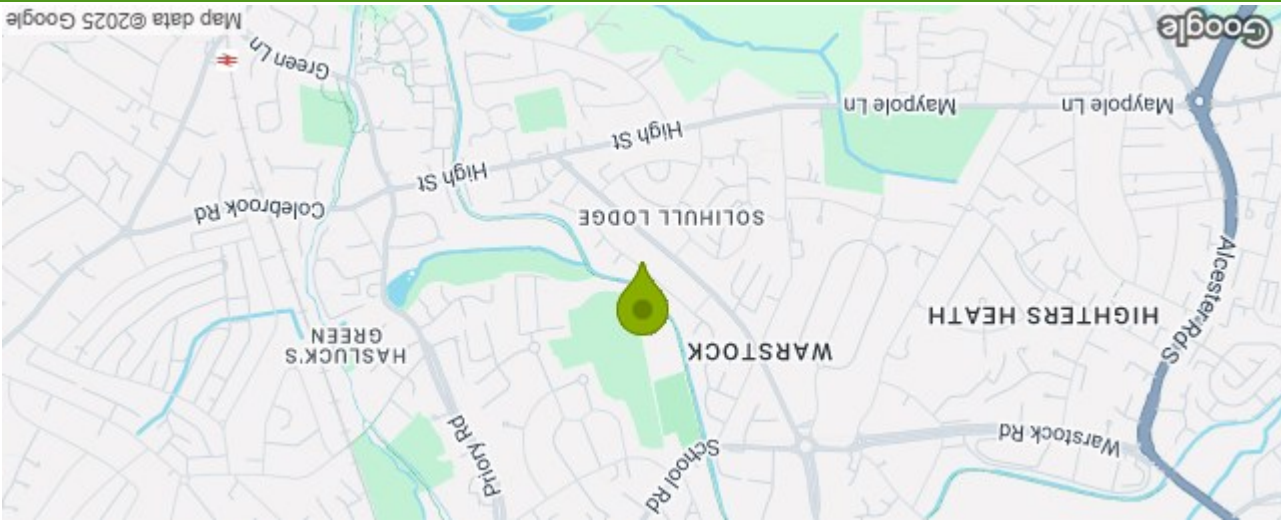 Alcester Rd S
Warstock Rd
School Rd
Priory Rd
HIGHTERS HEATH
WARSTOCK
HASLUCK'S
GREEN
SOLIHULL LODGE
Colebrook Rd
High St
High St
Maypole Ln
Maypole Ln
Green Ln
Google
Map data ©2025 Google